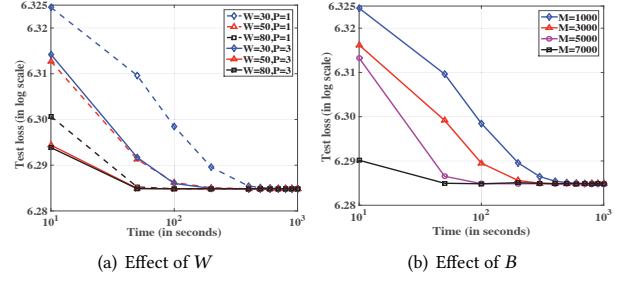 6.325
6.32
6.31
6.30
6.29
6.28
Test loss (in log scale)
W=30,P=1
W=50,P=1
W=80,P=1
W=30,P=3
W=50,P=3
W=80,P=3
10^1
10^2
10^3
Time (in seconds)
(a) Effect of W
6.325
6.32
6.31
6.30
6.29
6.28
Test loss (in log scale)
M=1000
M=3000
M=5000
M=7000
10^1
10^2
10^3
Time (in seconds)
(b) Effect of B